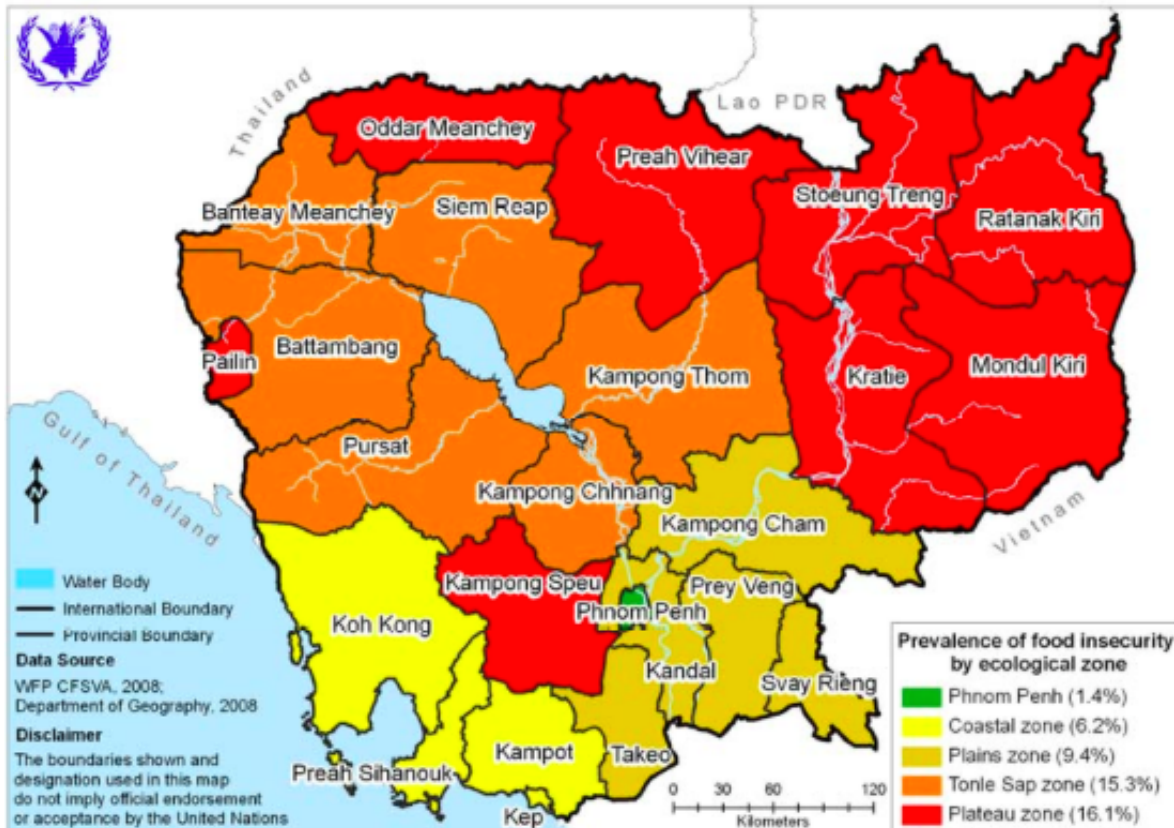 Thailand
Lao PDR
Oddar Meanchey
Preah Vihear
Stoeung Treng
Banteay Meanchey
Siem Reap
Ratanak Kiri
Pailin
Battambang
Kampong Thom
Kratie
Mondul Kiri
Gulf of Thailand
Pursat
Kampong Chhnang
Kampong Cham
Vietnam
Kampong Speu
Prey Veng
Phnom Penh
Koh Kong
Kandal
Svay Rieng
Kampot
Takeo
Preah Sihanouk
Kep
N
Water Body
International Boundary
Provincial Boundary
Data Source
WFP CFSVA, 2008;
Department of Geography, 2008
Disclaimer
The boundaries shown and
designation used in this map
do not imply official endorsement
or acceptance by the United Nations
0 30 60 120
Kilometers
Prevalence of food insecurity
by ecological zone
Phnom Penh (1.4%)
Coastal zone (6.2%)
Plains zone (9.4%)
Tonle Sap zone (15.3%)
Plateau zone (16.1%)